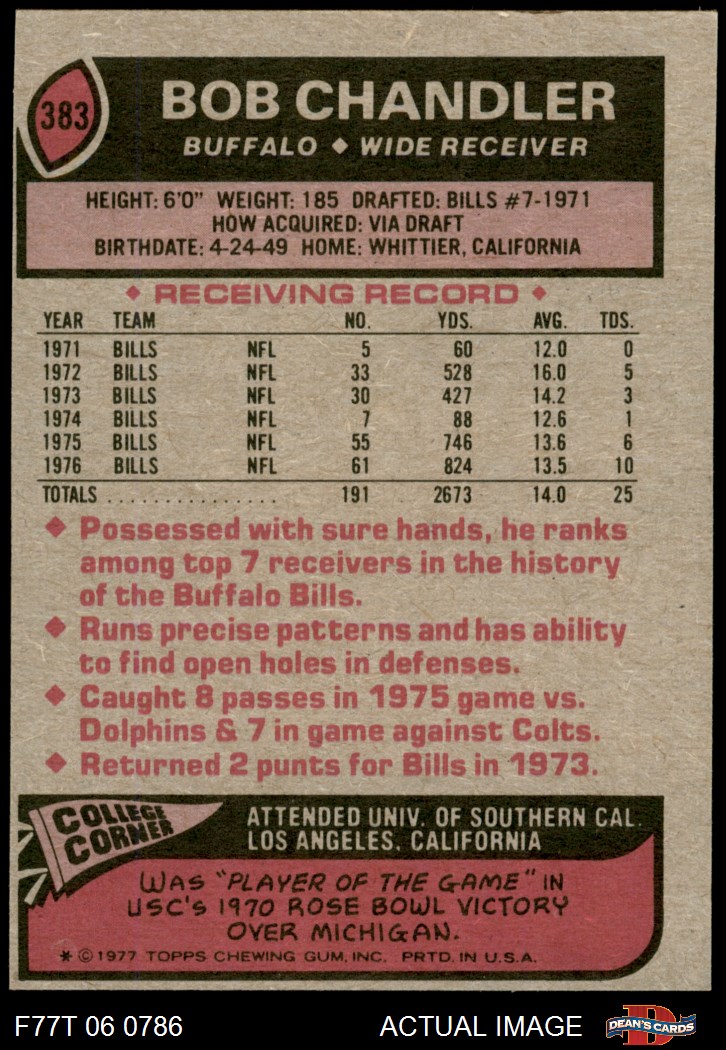 383
BOB CHANDLER
BUFFALO ◆ WIDE RECEIVER
HEIGHT: 6'0" WEIGHT: 185 DRAFTED: BILLS #7-1971
HOW ACQUIRED: VIA DRAFT
BIRTHDATE: 4-24-49 HOME: WHITTIER, CALIFORNIA
◆ RECEIVING RECORD ◆
YEAR TEAM NO. YDS. AVG. TDS.
1971 BILLS NFL 5 60 12.0 0
1972 BILLS NFL 33 528 16.0 5
1973 BILLS NFL 30 427 14.2 3
1974 BILLS NFL 7 88 12.6 1
1975 BILLS NFL 55 746 13.6 6
1976 BILLS NFL 61 824 13.5 10
TOTALS . . . . . . . . . . . . . . . 191 2673 14.0 25
◆ Possessed with sure hands, he ranks
among top 7 receivers in the history
of the Buffalo Bills.
◆ Runs precise patterns and has ability
to find open holes in defenses.
◆ Caught 8 passes in 1975 game vs.
Dolphins & 7 in game against Colts.
◆ Returned 2 punts for Bills in 1973.
COLLEGE
CORNER
ATTENDED UNIV. OF SOUTHERN CAL.
LOS ANGELES, CALIFORNIA
WAS "PLAYER OF THE GAME" IN
USC'S 1970 ROSE BOWL VICTORY
OVER MICHIGAN.
* © 1977 TOPPS CHEWING GUM, INC. PRTD. IN U.S.A.
F77T 06 0786 ACTUAL IMAGE
D
DEAN'S CARDS